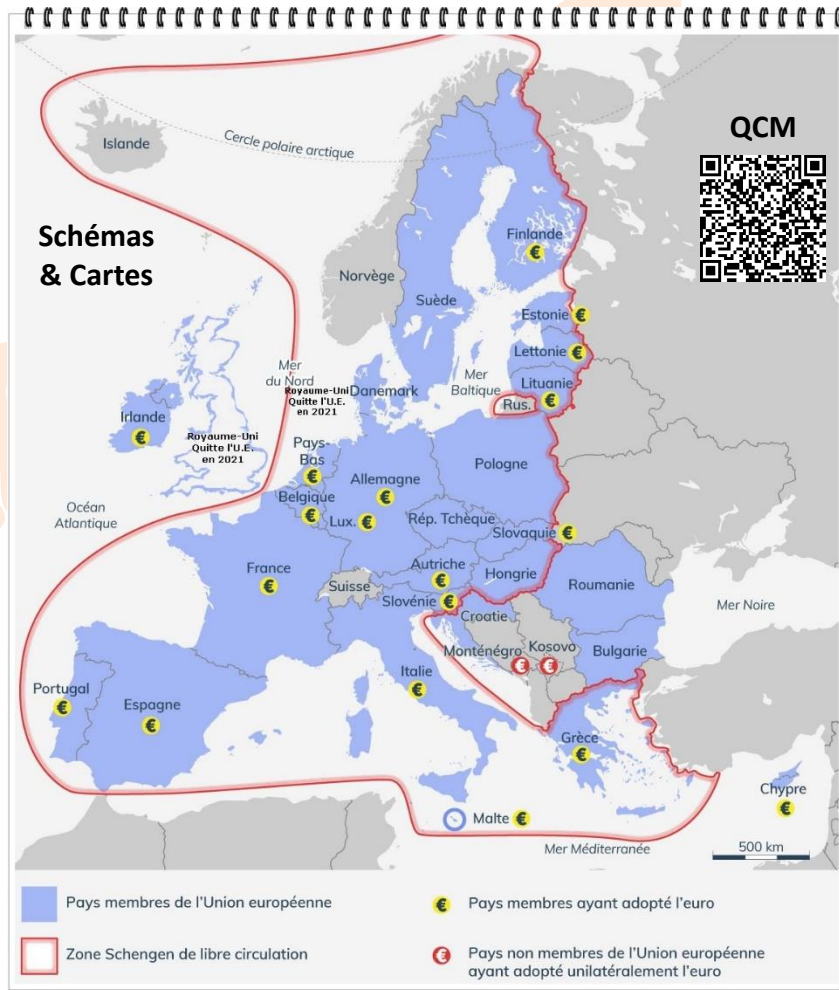 QCM
Islande
Cercle polaire arctique
Schémas
& Cartes
Finlande
€
Norvège
Suède
Estonie €
Lettonie €
Mer
du Nord
Royaume-Uni
Quitte l'U.E.
en 2021
Danemark
Mer
Baltique
Lituanie
€
Rus.
Irlande
€
Royaume-Uni
Quitte l'U.E.
en 2021
Pays-
Bas
€
Allemagne
€
Pologne
Océan
Atlantique
Belgique
€
Lux. €
Rép. Tchèque
Slovaquie €
France
€
Suisse
Autriche
€
Hongrie
Roumanie
Slovénie €
Croatie
Mer Noire
Monténégro
€
Kosovo
€
Bulgarie
Italie
€
Portugal
€
Espagne
€
Grèce
€
Chypre
€
Malte €
Mer Méditerranée
500 km
Pays membres de l'Union européenne
€ Pays membres ayant adopté l'euro
Zone Schengen de libre circulation
€ Pays non membres de l'Union européenne
ayant adopté unilatéralement l'euro